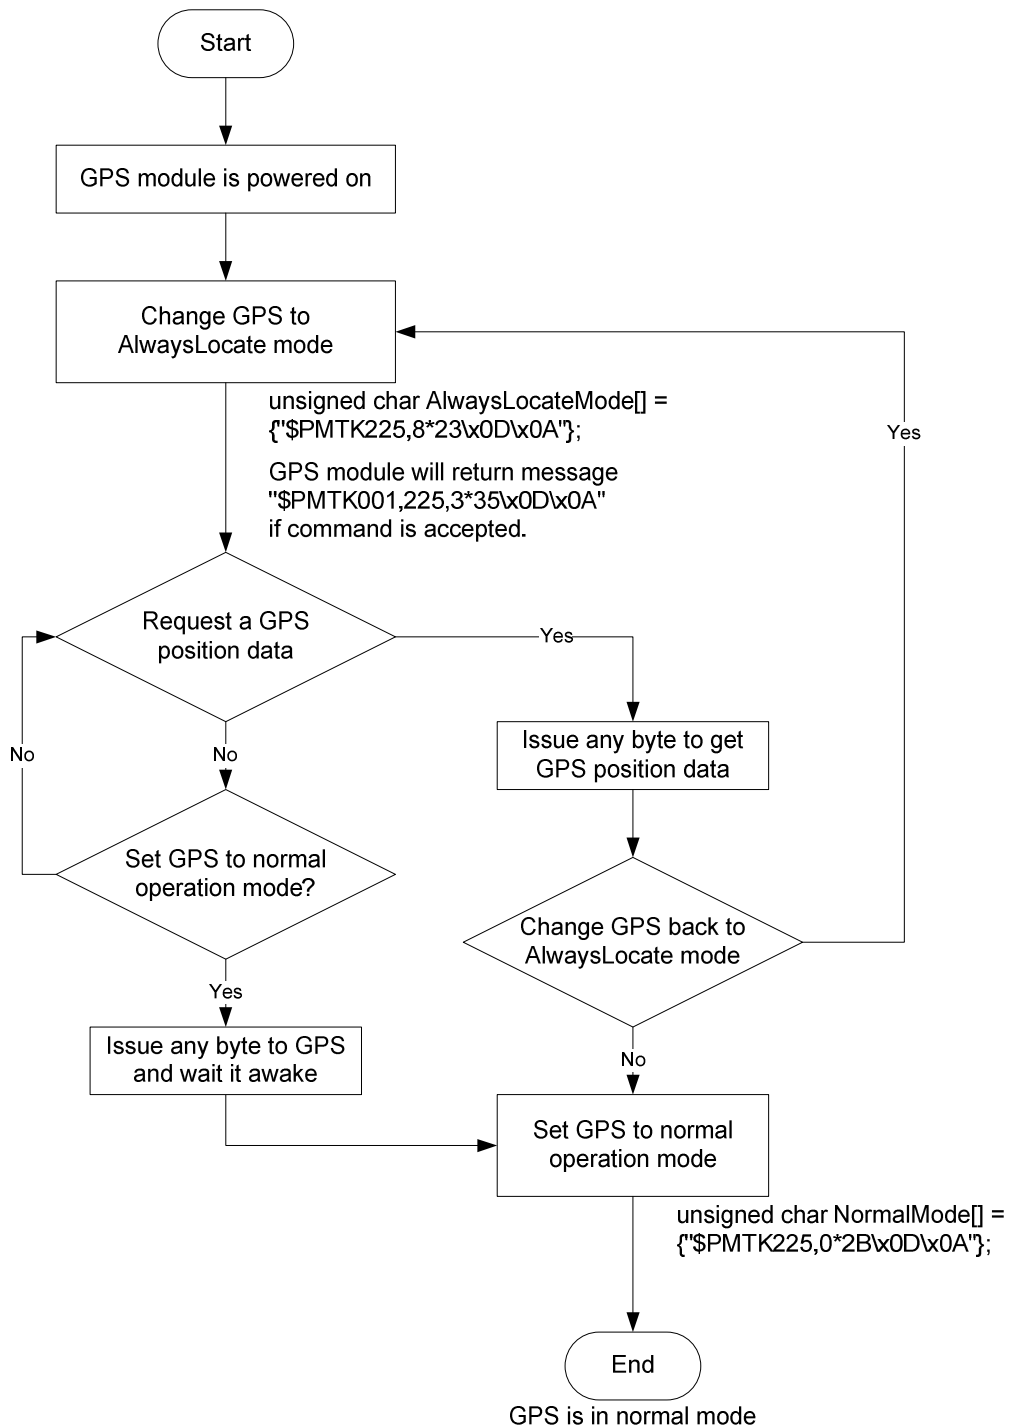 Start
GPS module is powered on
Change GPS to
AlwaysLocate mode
unsigned char AlwaysLocateMode[] =
{"$PMTK225,8*23\x0D\x0A"};
Yes
GPS module will return message
"$PMTK001,225,3*35\x0D\x0A"
if command is accepted.
Request a GPS
position data
Yes
No
No
Issue any byte to get
GPS position data
Set GPS to normal
operation mode?
Change GPS back to
AlwaysLocate mode
Yes
Issue any byte to GPS
and wait it awake
No
Set GPS to normal
operation mode
unsigned char NormalMode[] =
{"$PMTK225,0*2B\x0D\x0A"};
End
GPS is in normal mode